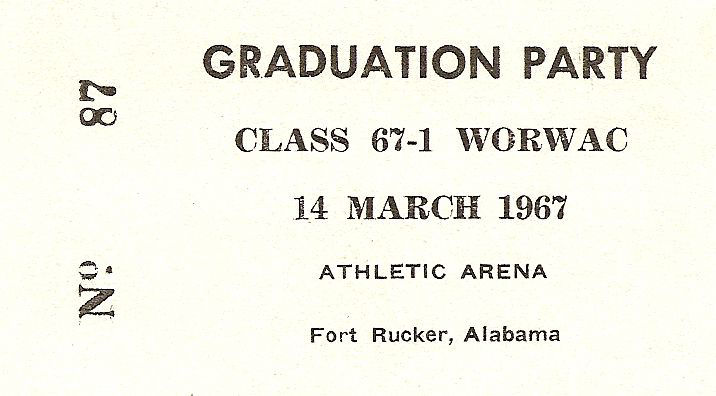 GRADUATION PARTY
CLASS 67-1 WORWAC
14 MARCH 1967
ATHLETIC ARENA
Fort Rucker, Alabama
Nº. 87